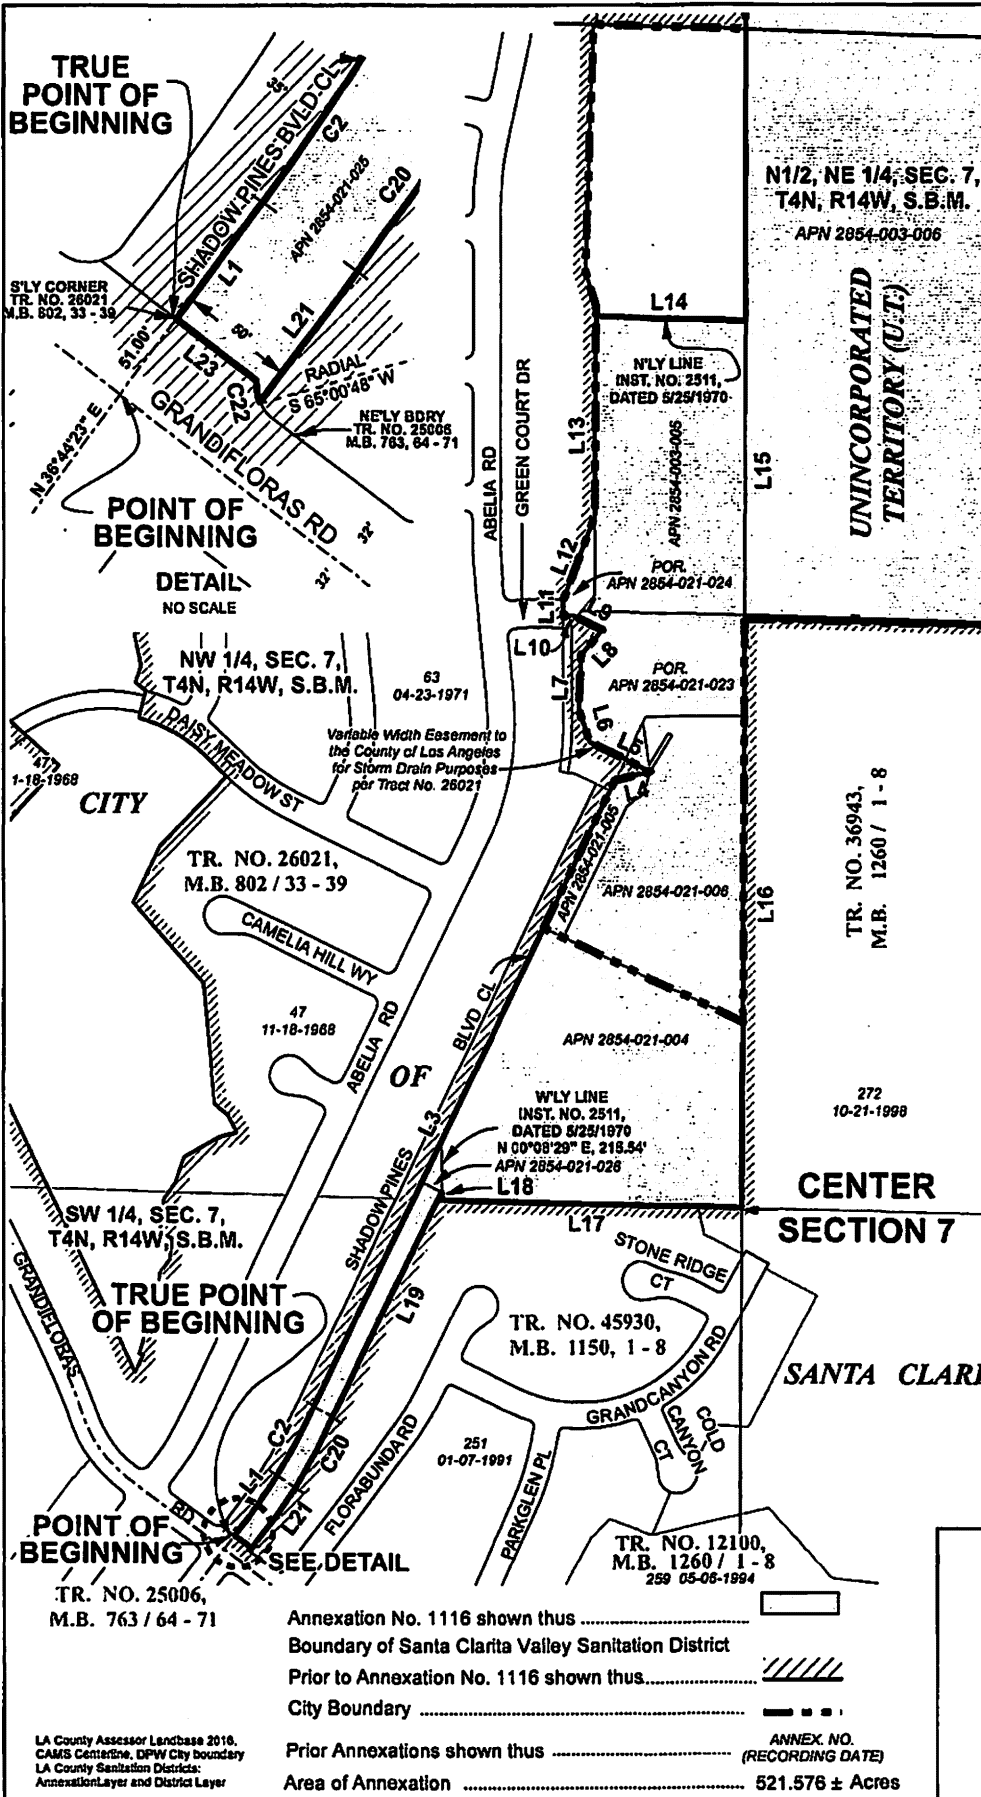 TRUE
POINT OF
BEGINNING
35'
SHADOW PINES BVLD CL
C2
APN 2854-021-025
C20
L1
60'
L21
S'LY CORNER
TR. NO. 26021
M.B. 802, 33 - 39
51.00'
L23
C22
RADIAL
S 65°00'48" W
NE'LY BDRY
TR. NO. 25006
M.B. 763, 64 - 71
N 36°44'23" E
GRANDIFLORAS RD
32'
32'
POINT OF
BEGINNING
DETAIL
NO SCALE
ABELIA RD
GREEN COURT DR
N1/2, NE 1/4, SEC. 7,
T4N, R14W, S.B.M.
APN 2854-003-006
UNINCORPORATED
TERRITORY (U.T.)
L14
N'LY LINE
INST. NO. 2511,
DATED 5/25/1970
L13
APN 2854-003-005
L15
L12
POR.
APN 2854-021-024
L11
L9
L10
L8
L7
POR.
APN 2854-021-023
L6
L5
L4
NW 1/4, SEC. 7,
T4N, R14W, S.B.M.
63
04-23-1971
DAISY MEADOW ST
Variable Width Easement to
the County of Los Angeles
for Storm Drain Purposes
per Tract No. 26021
1-18-1968
CITY
TR. NO. 26021,
M.B. 802 / 33 - 39
APN 2854-021-005
APN 2854-021-006
L16
TR. NO. 36943,
M.B. 1260 / 1 - 8
CAMELIA HILL WY
47
11-18-1968
ABELIA RD
OF
BLVD CL
APN 2854-021-004
272
10-21-1998
W'LY LINE
INST. NO. 2511,
DATED 5/25/1970
N 00°08'29" E, 215.54'
APN 2854-021-026
L3
L18
SHADOW PINES
L17
CENTER
SECTION 7
SW 1/4, SEC. 7,
T4N, R14W, S.B.M.
GRANDIFLORAS
TRUE POINT
OF BEGINNING
L19
STONE RIDGE
CT
TR. NO. 45930,
M.B. 1150, 1 - 8
GRANDCANYON RD
SANTA CLARI
COLD
CANYON
CT
C2
C20
L1
L21
FLORABUNDA RD
251
01-07-1991
PARKGLEN PL
RD
POINT OF
BEGINNING
SEE DETAIL
TR. NO. 25006,
M.B. 763 / 64 - 71
TR. NO. 12100,
M.B. 1260 / 1 - 8
259 05-06-1994
Annexation No. 1116 shown thus
Boundary of Santa Clarita Valley Sanitation District
Prior to Annexation No. 1116 shown thus
City Boundary
Prior Annexations shown thus
ANNEX. NO.
(RECORDING DATE)
Area of Annexation
521.576 ± Acres
LA County Assessor Landbase 2016,
CAMS Centerline, DPW City boundary
LA County Sanitation Districts:
AnnexationLayer and District Layer